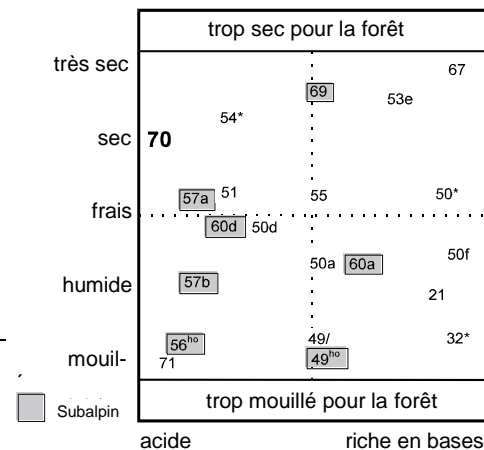 trop sec pour la forêt
très sec
67
69
53e
54*
sec
70
57a
51
55
50*
frais
60d
50d
50f
50a
60a
humide
57b
21
56ho
49/
32*
49ho
mouil-
71
Subalpin
trop mouillé pour la forêt
acide
riche en bases